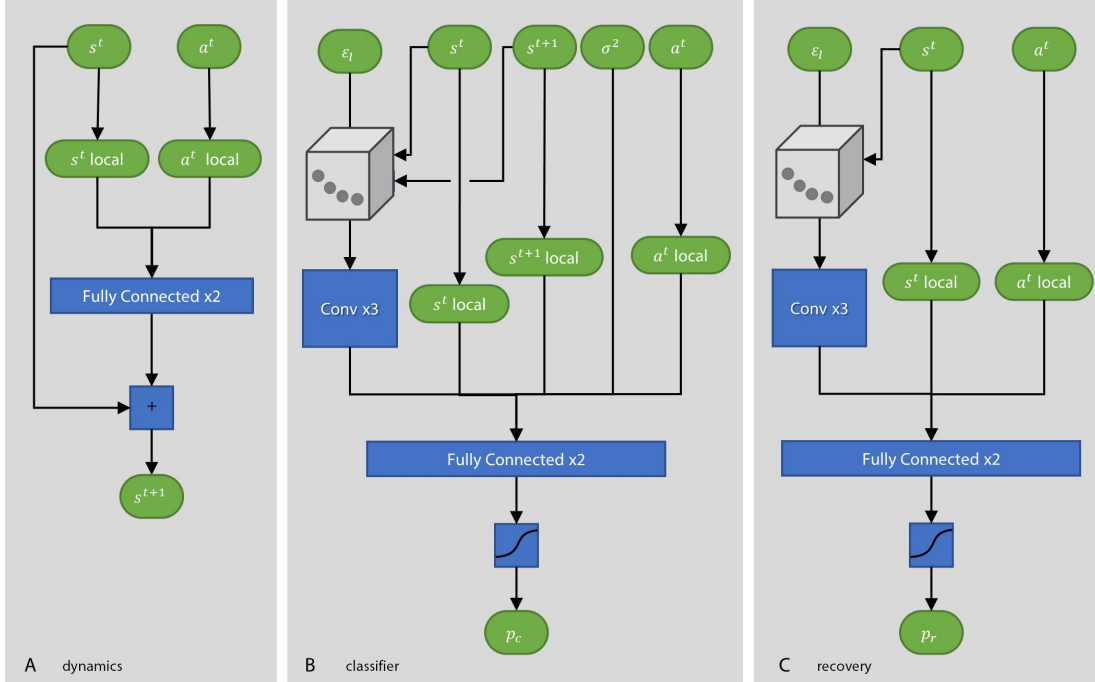 s^t
a^t
s^t local
a^t local
Fully Connected x2
+
s^{t+1}
A dynamics
ε_l
s^t
s^{t+1}
σ^2
a^t
s^{t+1} local
a^t local
s^t local
Conv x3
Fully Connected x2
p_c
B classifier
ε_l
s^t
a^t
s^t local
a^t local
Conv x3
Fully Connected x2
p_r
C recovery